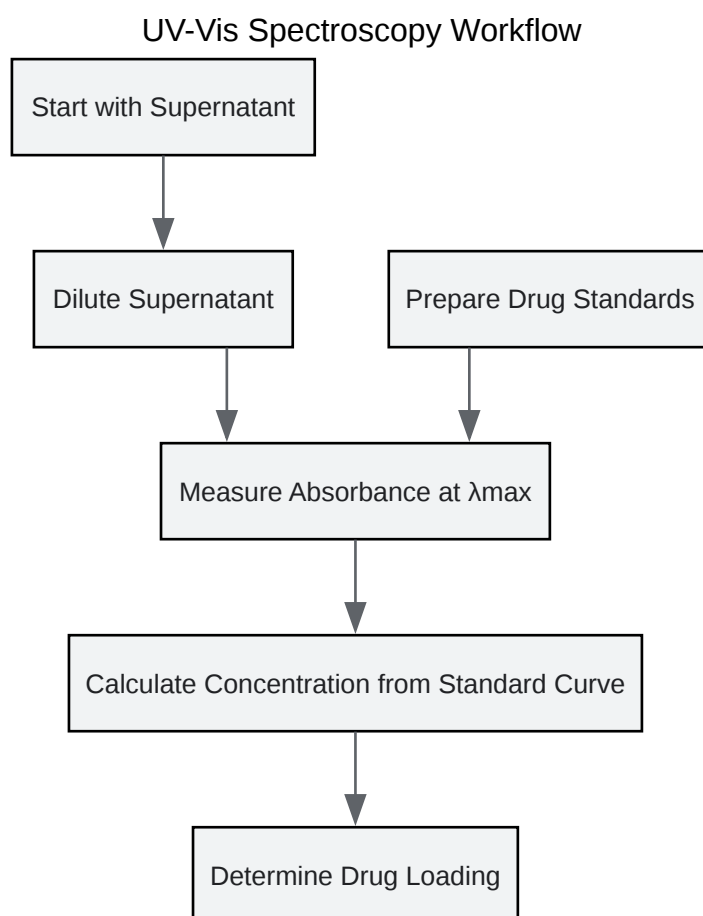 UV-Vis Spectroscopy Workflow
Start with Supernatant
Dilute Supernatant
Prepare Drug Standards
Measure Absorbance at λmax
Calculate Concentration from Standard Curve
Determine Drug Loading